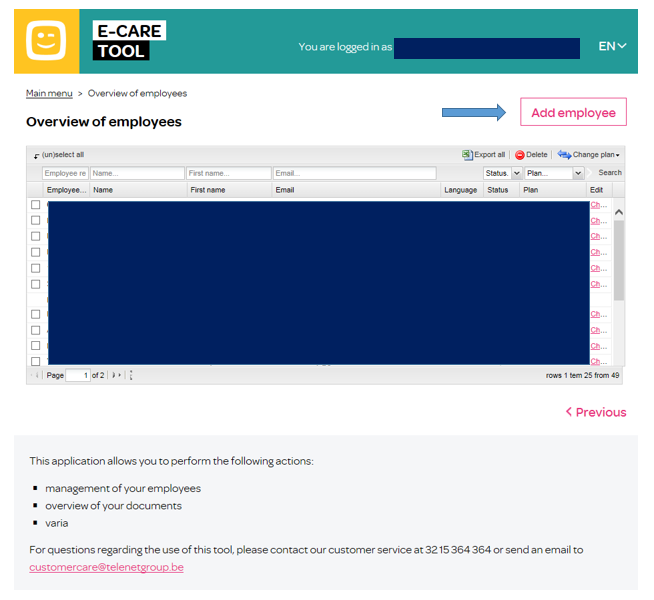 E-CARE
TOOL
You are logged in as
EN
Main menu > Overview of employees
Add employee
Overview of employees
(un)select all Export all Delete Change plan
Employee re Name... First name... Email... Status. Plan... Search
Employee... Name First name Email Language Status Plan Edit
Ch...
Ch...
Ch...
Ch...
Ch...
Ch...
Ch...
Ch...
Ch...
Ch...
Page 1 of 2 rows 1 tem 25 from 49
< Previous
This application allows you to perform the following actions:
management of your employees
overview of your documents
varia
For questions regarding the use of this tool, please contact our customer service at 32 15 364 364 or send an email to
customercare@telenetgroup.be